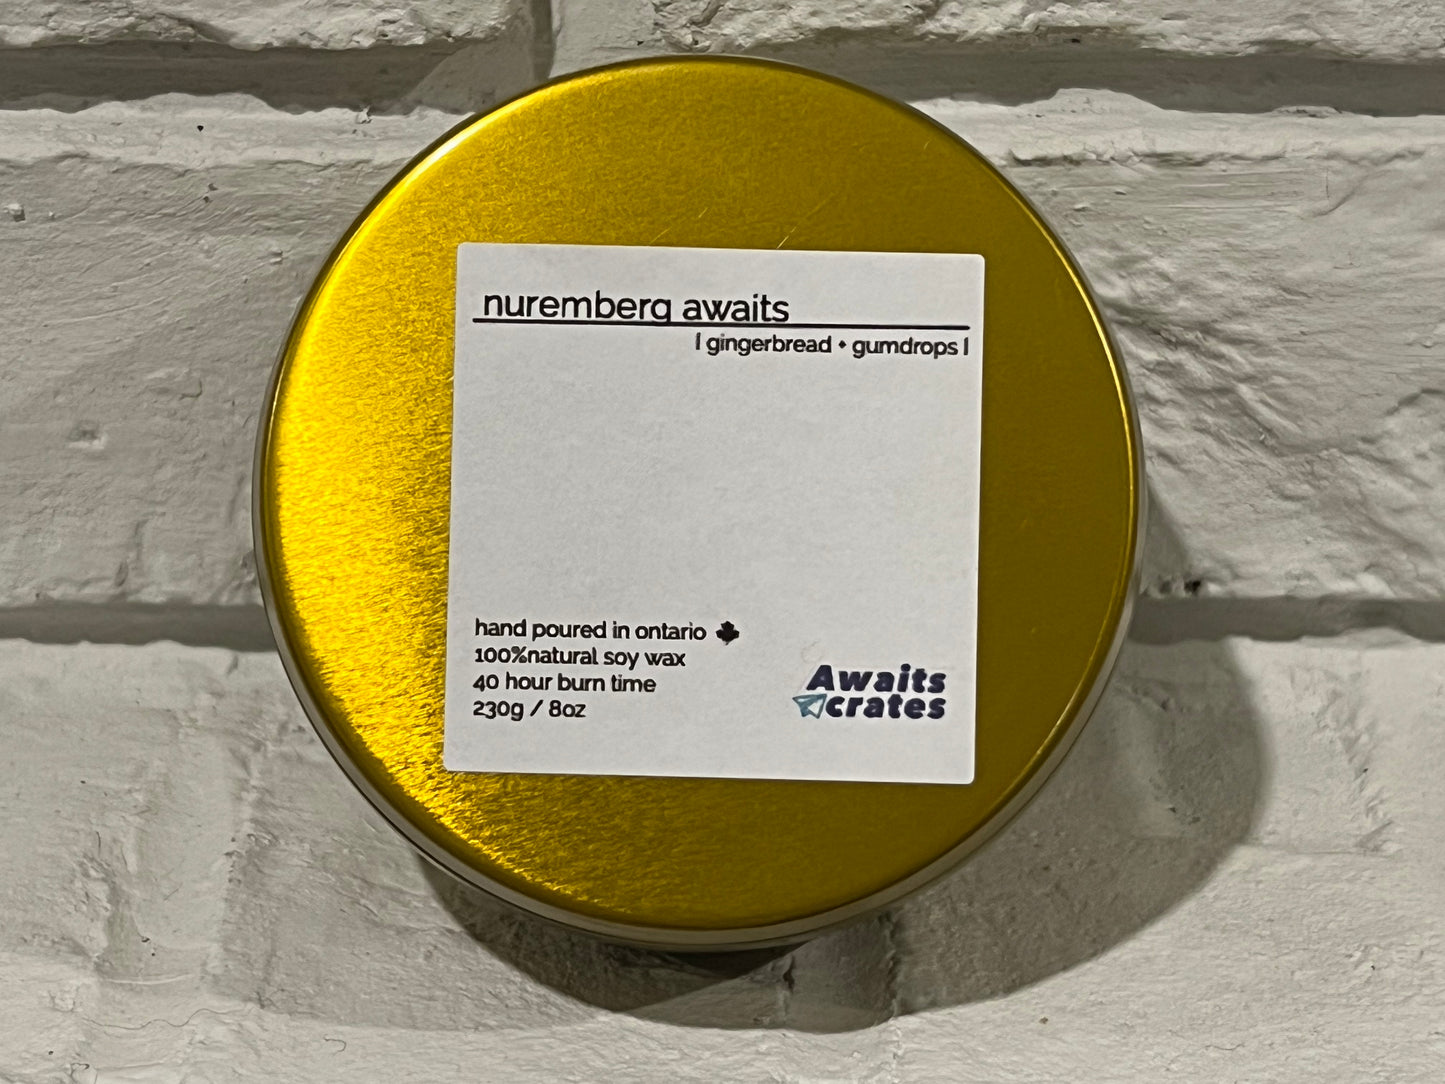 nuremberg awaits
| gingerbread • gumdrops |
hand poured in ontario
100%natural soy wax
40 hour burn time
230g / 8oz
Awaits
crates